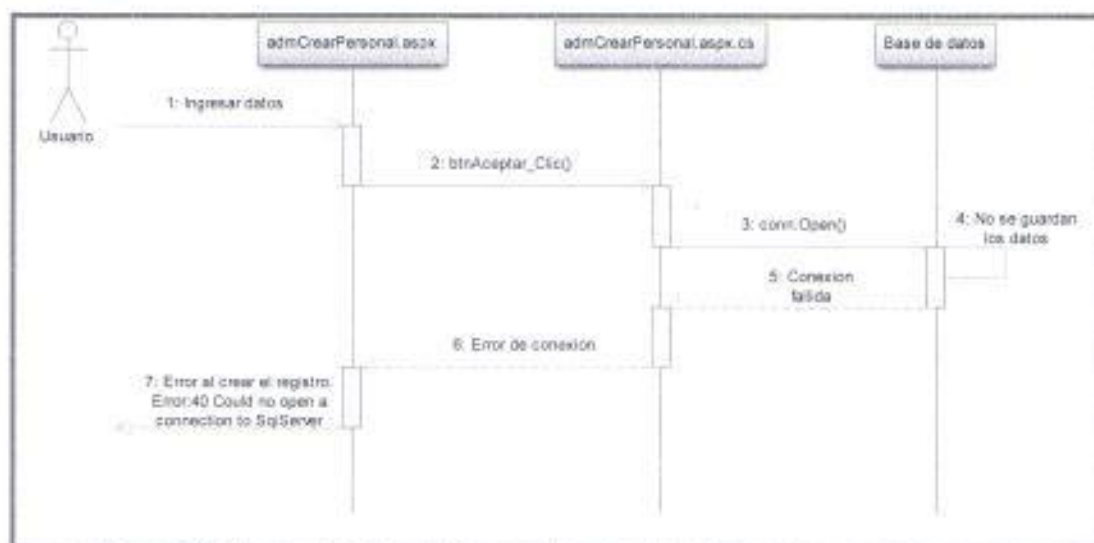 admCrearPersonal.aspx
admCrearPersonal.aspx.cs
Base de datos
Usuario
1: Ingresar datos
2: btnAceptar_Clic()
3: conn.Open()
4: No se guardan
los datos
5: Conexion
fallida
6: Error de conexion
7: Error al crear el registro.
Error:40 Could no open a
connection to SqlServer